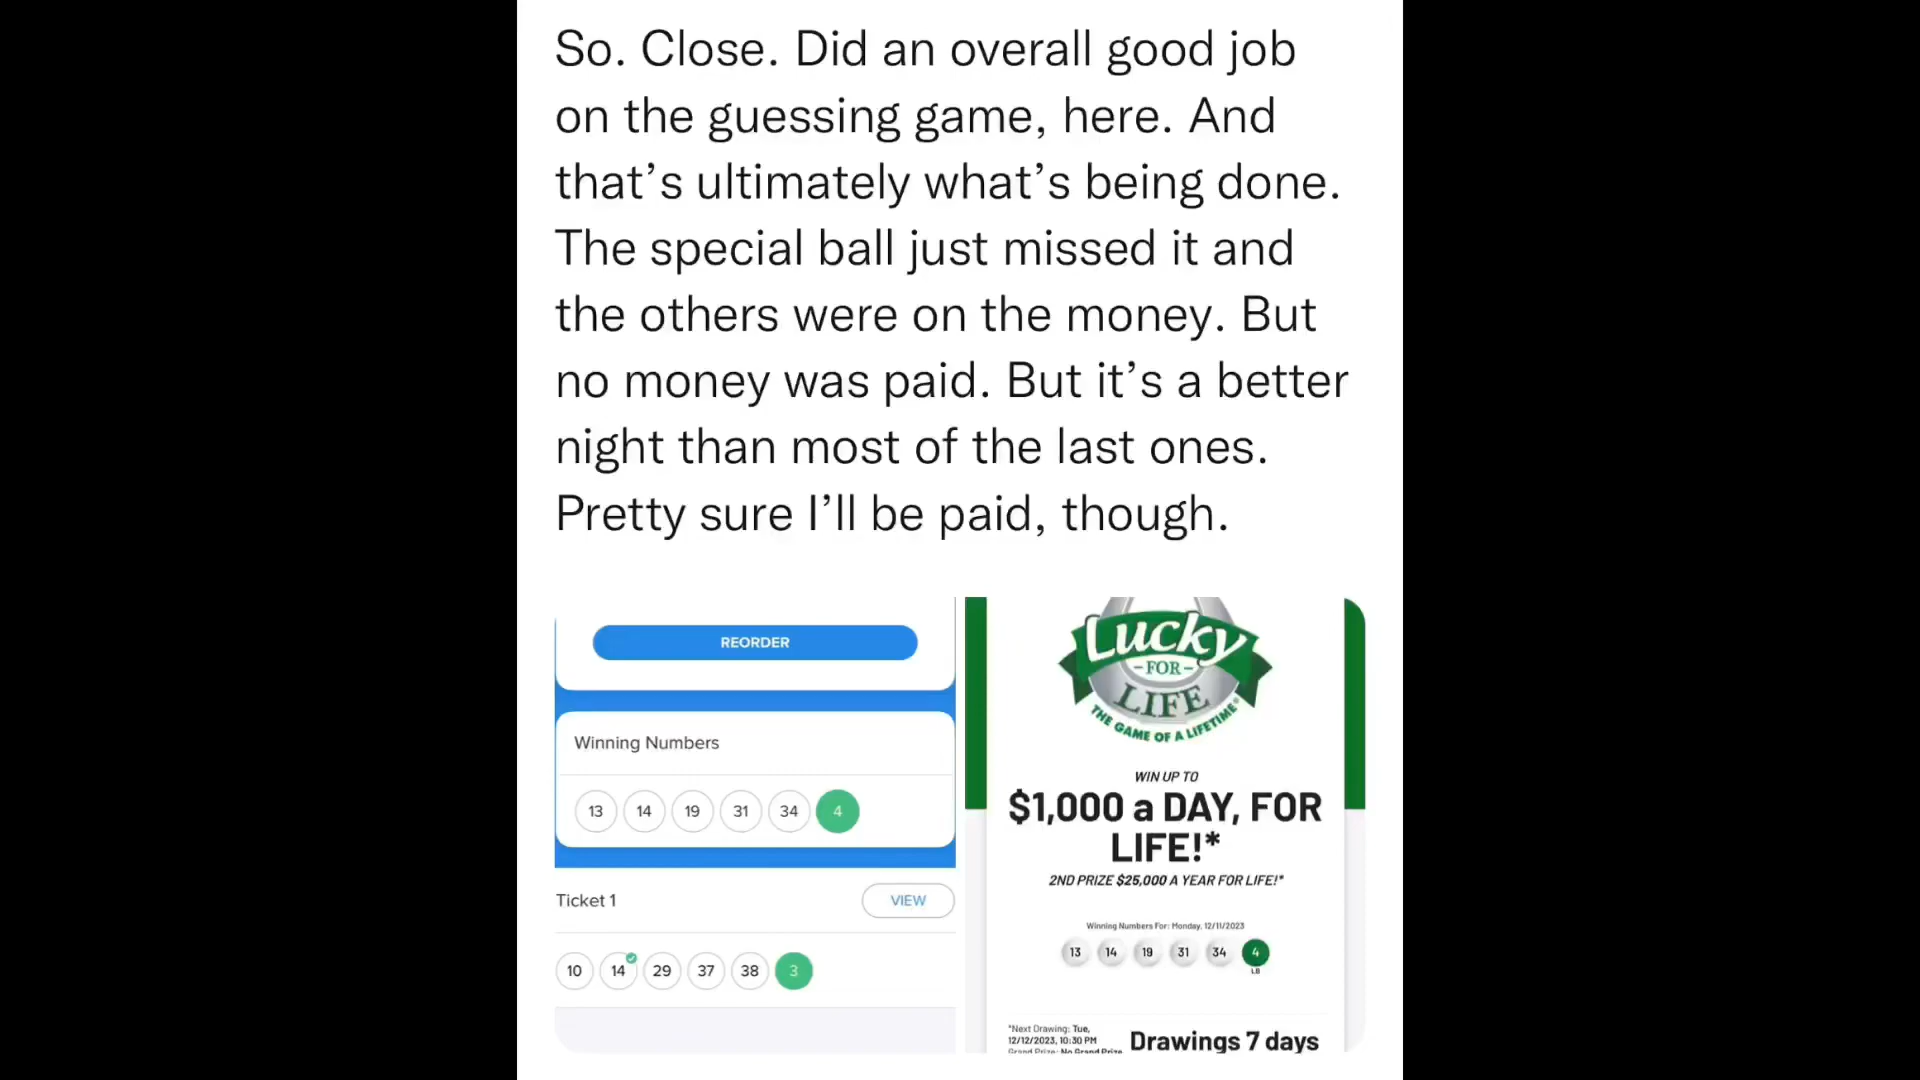 So. Close. Did an overall good job
on the guessing game, here. And
that’s ultimately what’s being done.
The special ball just missed it and
the others were on the money. But
no money was paid. But it’s a better
night than most of the last ones.
Pretty sure I’ll be paid, though.
REORDER
Winning Numbers
13 14 19 31 34 4
Ticket 1
VIEW
10 14 29 37 38 3
Lucky
-FOR-
LIFE
THE GAME OF A LIFETIME®
WIN UP TO
$1,000 a DAY, FOR
LIFE!*
2ND PRIZE $25,000 A YEAR FOR LIFE!*
Winning Numbers For: Monday, 12/11/2023
13 14 19 31 34 4
LB
*Next Drawing: Tue,
12/12/2023, 10:30 PM
Grand Prize: No Grand Prize
Drawings 7 days